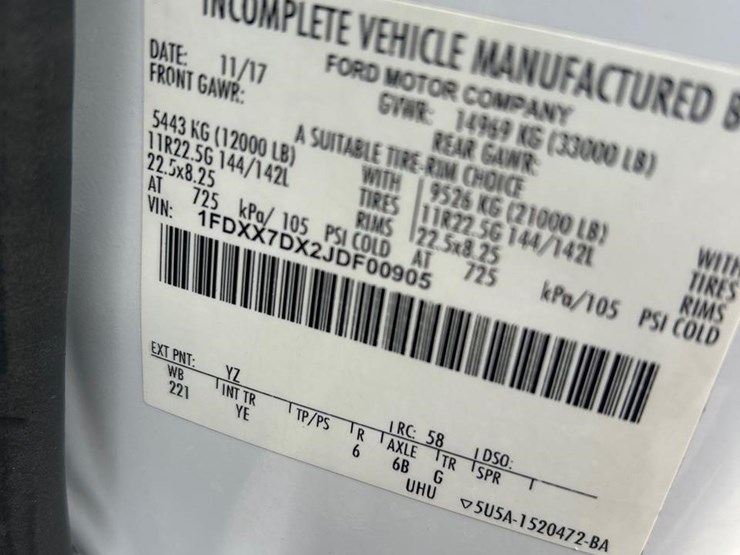 INCOMPLETE VEHICLE MANUFACTURED B
FORD MOTOR COMPANY
DATE: 11/17 GVWR: 14969 KG (33000 LB)
FRONT GAWR: REAR GAWR:
A SUITABLE TIRE-RIM CHOICE
5443 KG (12000 LB) WITH 9526 KG (21000 LB) WITH
11R22.5G 144/142L TIRES 11R22.5G 144/142L TIRES
22.5x8.25 RIMS 22.5x8.25 RIMS
AT 725 kPa/ 105 PSI COLD AT 725 kPa/105 PSI COLD
VIN: 1FDXX7DX2JDF00905
EXT PNT: YZ RC: 58 DSO:
WB INT TR TP/PS R AXLE TR SPR
221 YE 6 6B G
UHU
▽5U5A-1520472-BA